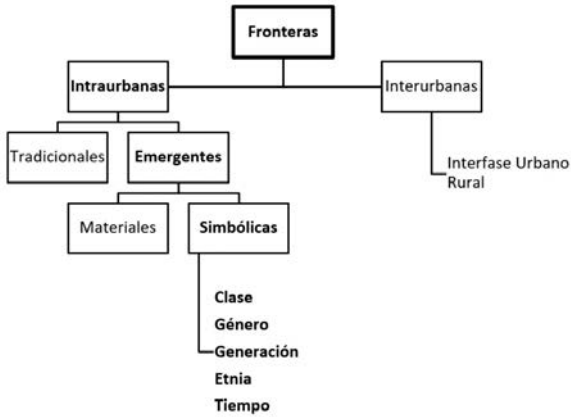 Fronteras
Intraurbanas
Interurbanas
Tradicionales
Emergentes
Interfase Urbano
Rural
Materiales
Simbólicas
Clase
Género
Generación
Etnia
Tiempo